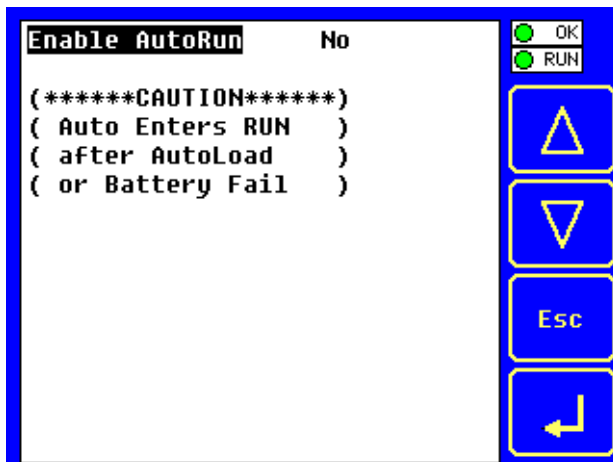 Enable AutoRun No
OK
RUN
(******CAUTION******)
( Auto Enters RUN )
( after AutoLoad )
( or Battery Fail )
Esc